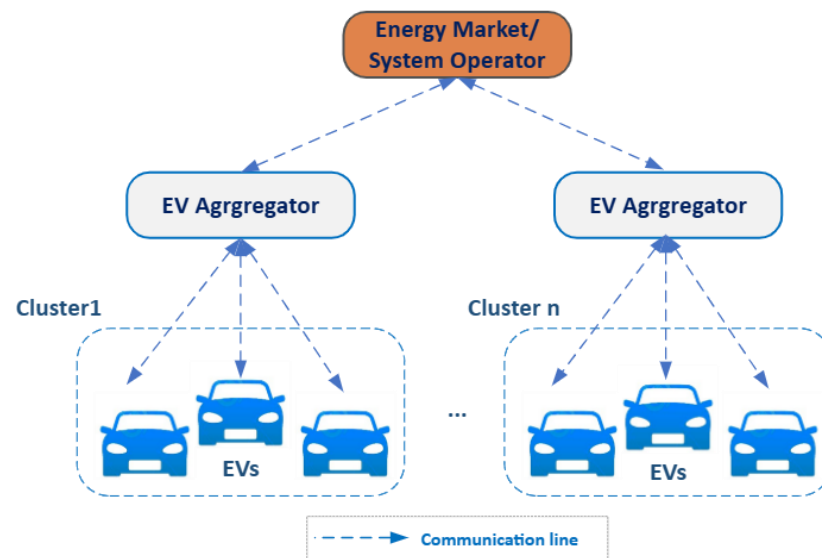 Energy Market/
System Operator
EV Agrgregator
EV Agrgregator
Cluster1
Cluster n
EVs
...
EVs
Communication line